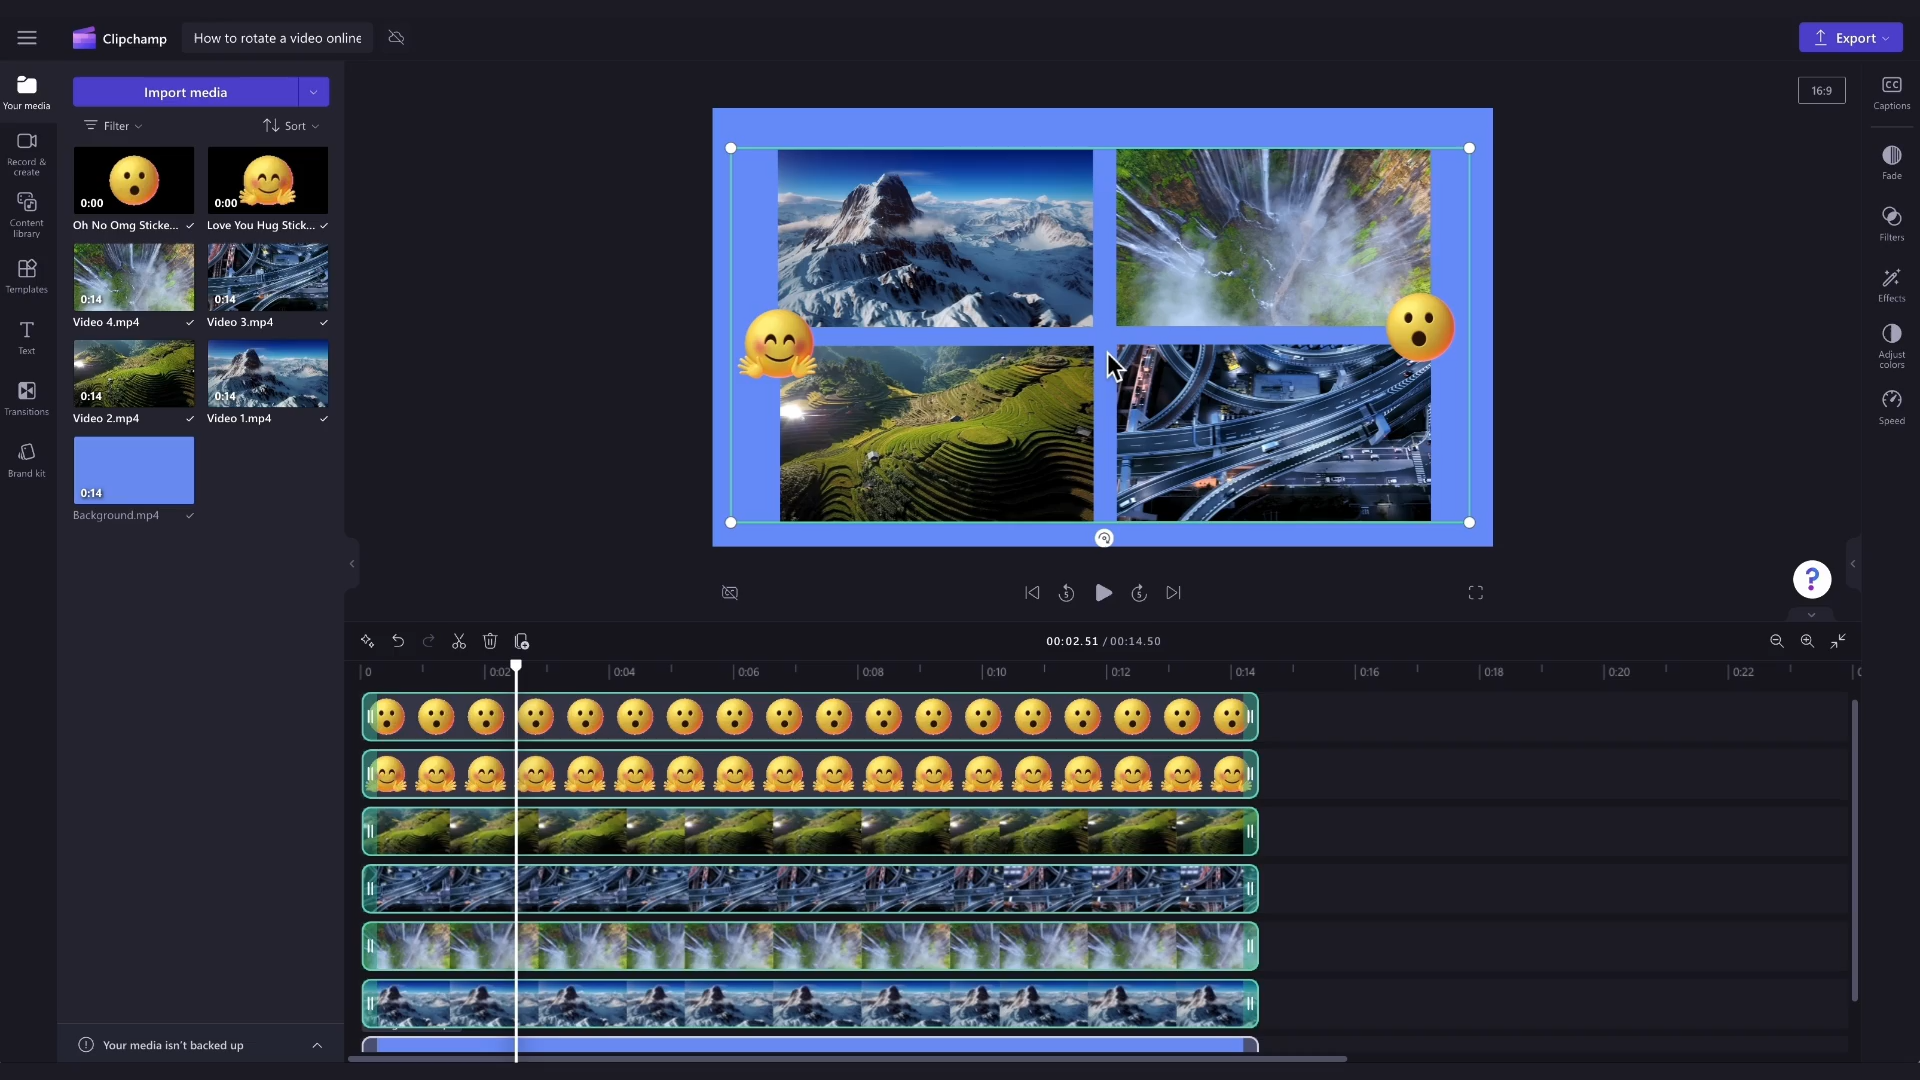 Clipchamp
How to rotate a video online
Export
Your media
Import media
16:9
Captions
Filter
Sort
Record &
create
Content
library
Templates
Text
Transitions
Brand kit
0:00
0:00
Oh No Omg Sticke...
Love You Hug Stick...
0:14
0:14
Video 4.mp4
Video 3.mp4
0:14
0:14
Video 2.mp4
Video 1.mp4
0:14
Background.mp4
Fade
Filters
Effects
Adjust
colors
Speed
5
5
?
00:02.51 / 00:14.50
0
0:02
0:04
0:06
0:08
0:10
0:12
0:14
0:16
0:18
0:20
0:22
Your media isn't backed up